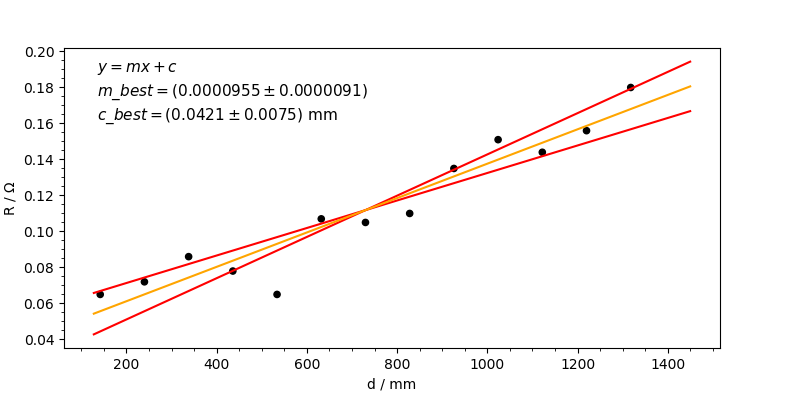 y = mx + c
m_best = (0.0000955 ± 0.0000091)
c_best = (0.0421 ± 0.0075) mm
R / Ω
0.20
0.18
0.16
0.14
0.12
0.10
0.08
0.06
0.04
200 400 600 800 1000 1200 1400
d / mm